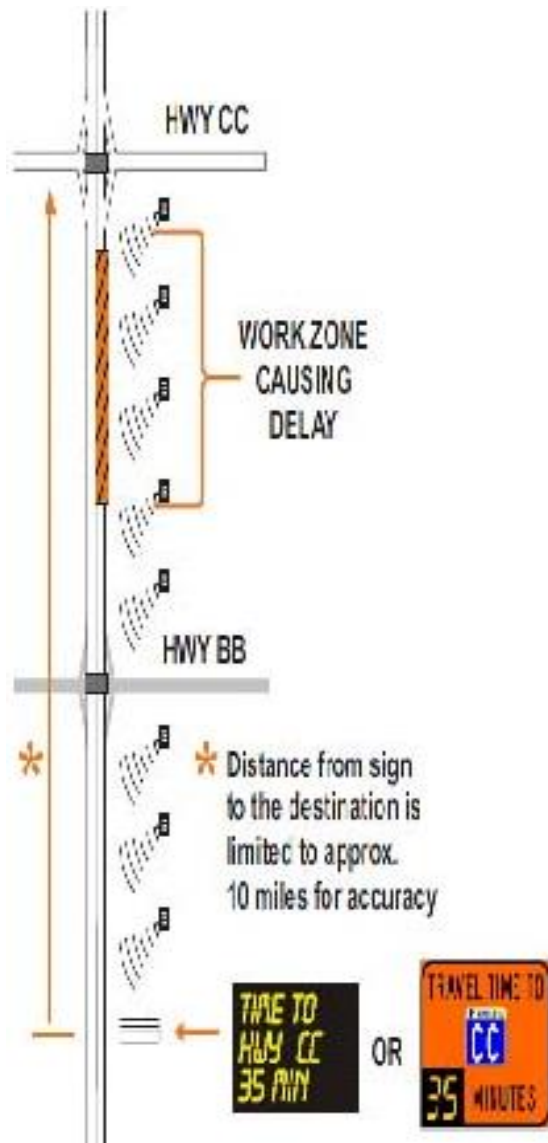 HWY CC
WORK ZONE
CAUSING
DELAY
HWY BB
*
* Distance from sign
to the destination is
limited to approx.
10 miles for accuracy
TIME TO
HWY CC
35 MIN
OR
TRAVEL TIME TO
CC
35 MINUTES